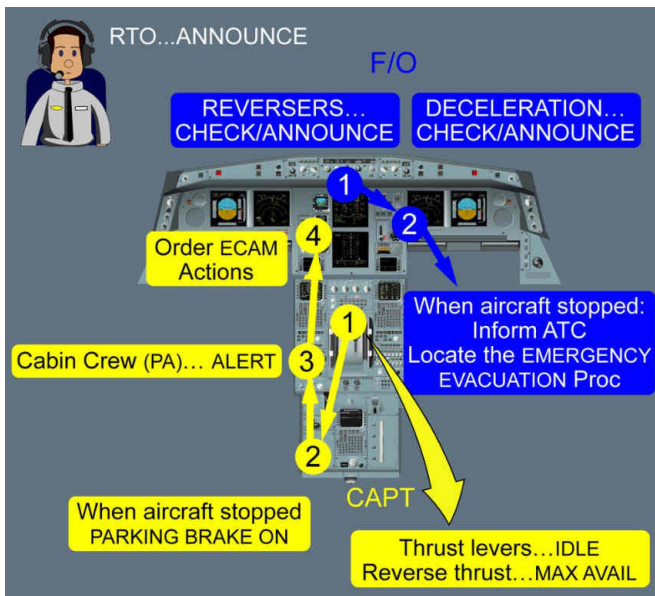 RTO...ANNOUNCE
F/O
REVERSERS...
CHECK/ANNOUNCE
DECELERATION...
CHECK/ANNOUNCE
1
2
4
Order ECAM
Actions
When aircraft stopped:
Inform ATC
Locate the EMERGENCY
EVACUATION Proc
1
Cabin Crew (PA)... ALERT
3
2
CAPT
When aircraft stopped
PARKING BRAKE ON
Thrust levers...IDLE
Reverse thrust...MAX AVAIL